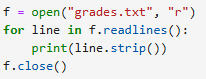 f = open("grades.txt", "r")
for line in f.readlines():
    print(line.strip())
f.close()